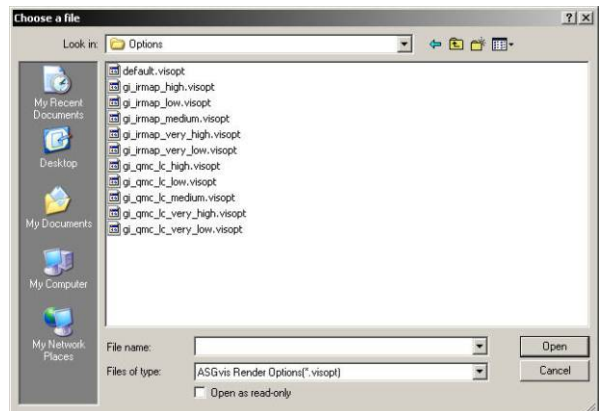 Choose a file
Look in: Options
My Recent Documents
Desktop
My Documents
My Computer
My Network Places
default.visopt
gi_irmap_high.visopt
gi_irmap_low.visopt
gi_irmap_medium.visopt
gi_irmap_very_high.visopt
gi_irmap_very_low.visopt
gi_qmc_lc_high.visopt
gi_qmc_lc_low.visopt
gi_qmc_lc_medium.visopt
gi_qmc_lc_very_high.visopt
gi_qmc_lc_very_low.visopt
File name:
Open
Files of type: ASGvis Render Options(*.visopt)
Cancel
Open as read-only